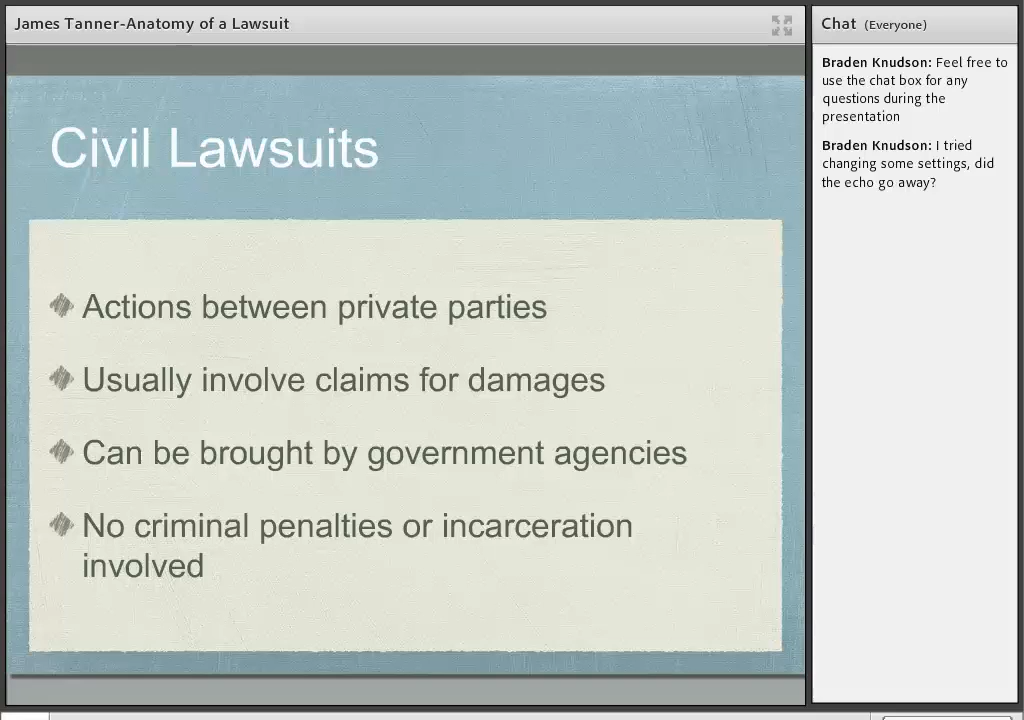 James Tanner-Anatomy of a Lawsuit
Civil Lawsuits
Actions between private parties
Usually involve claims for damages
Can be brought by government agencies
No criminal penalties or incarceration
involved
Chat (Everyone)
Braden Knudson: Feel free to
use the chat box for any
questions during the
presentation
Braden Knudson: I tried
changing some settings, did
the echo go away?